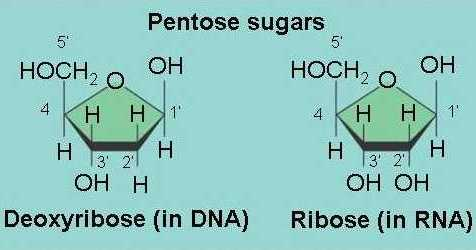 Pentose sugars
5'
HOCH2 O OH
4 H H 1'
H 3' 2' H
OH H
Deoxyribose (in DNA)
5'
HOCH2 O OH
4 H H 1'
H 3' 2' H
OH OH
Ribose (in RNA)